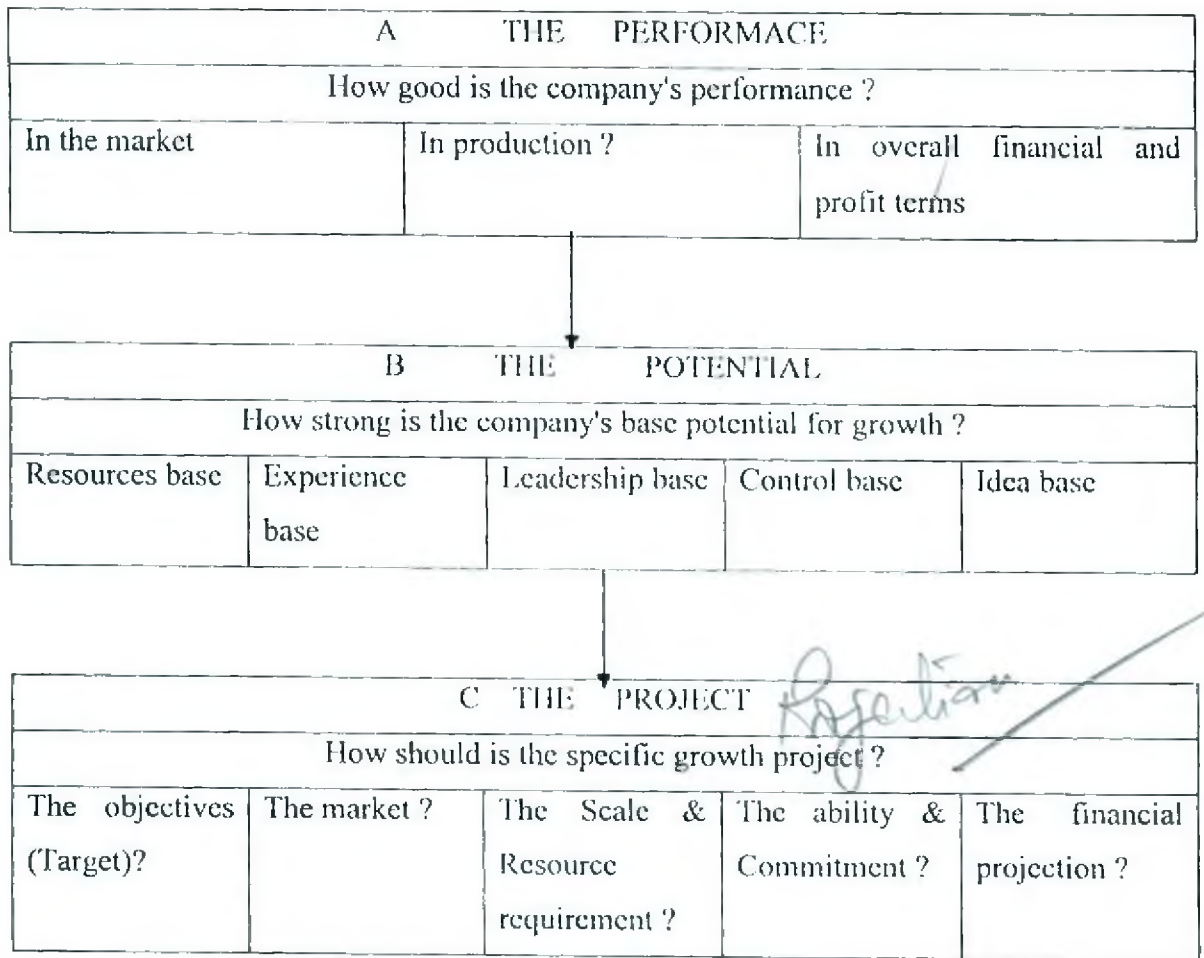 A THE PERFORMACE
How good is the company's performance ?
In the market
In production ?
In overall financial and
profit terms
B THE POTENTIAL
How strong is the company's base potential for growth ?
Resources base
Experience
base
Leadership base
Control base
Idea base
C THE PROJECT
How should is the specific growth project ?
The objectives
(Target)?
The market ?
The Scale &
Resource
requirement ?
The ability &
Commitment ?
The financial
projection ?